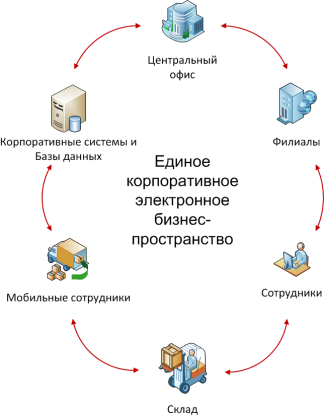 Центральный
офис
Корпоративные системы и
Базы данных
Филиалы
Единое
корпоративное
электронное
бизнес-
пространство
Мобильные сотрудники
Сотрудники
Склад